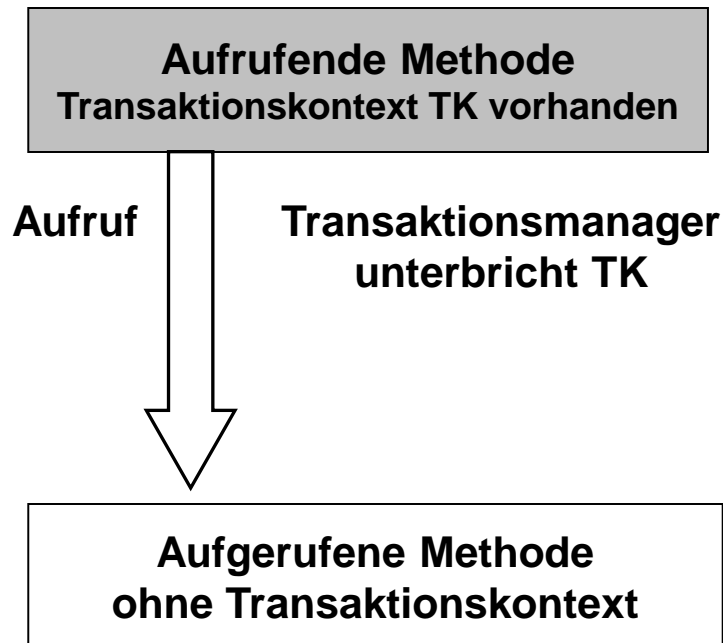 Aufrufende Methode
Transaktionskontext TK vorhanden
Aufruf
Transaktionsmanager
unterbricht TK
Aufgerufene Methode
ohne Transaktionskontext